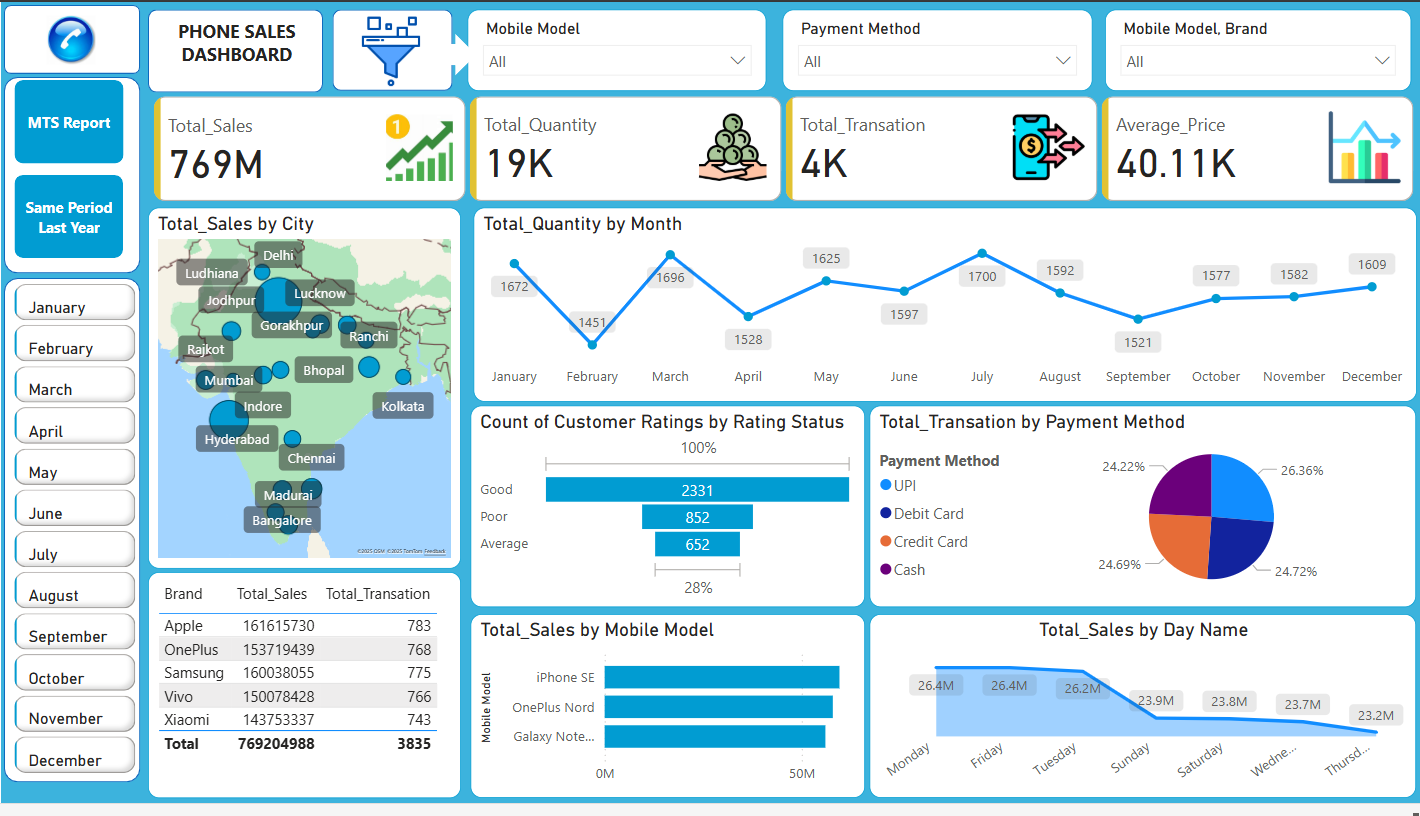 PHONE SALES
DASHBOARD
Mobile Model
All
Payment Method
All
Mobile Model, Brand
All
MTS Report
Same Period
Last Year
January
February
March
April
May
June
July
August
September
October
November
December
Total_Sales
769M
1
Total_Quantity
19K
Total_Transation
4K
$
Average_Price
40.11K
Total_Sales by City
Delhi
Ludhiana
Lucknow
Jodhpur
Gorakhpur
Ranchi
Rajkot
Bhopal
Mumbai
Indore
Kolkata
Hyderabad
Chennai
Madurai
Bangalore
©2025 OSM ©2025 TomTom Feedback
Total_Quantity by Month
1672
1451
1696
1528
1625
1597
1700
1592
1521
1577
1582
1609
January February March April May June July August September October November December
Count of Customer Ratings by Rating Status
100%
Good 2331
Poor 852
Average 652
28%
Total_Transation by Payment Method
Payment Method
UPI
Debit Card
Credit Card
Cash
24.22%
26.36%
24.69%
24.72%
Brand Total_Sales Total_Transation
Apple 161615730 783
OnePlus 153719439 768
Samsung 160038055 775
Vivo 150078428 766
Xiaomi 143753337 743
Total 769204988 3835
Total_Sales by Mobile Model
Mobile Model
iPhone SE
OnePlus Nord
Galaxy Note...
0M 50M
Total_Sales by Day Name
26.4M 26.4M 26.2M 23.9M 23.8M 23.7M 23.2M
Monday Friday Tuesday Sunday Saturday Wedne... Thursd...